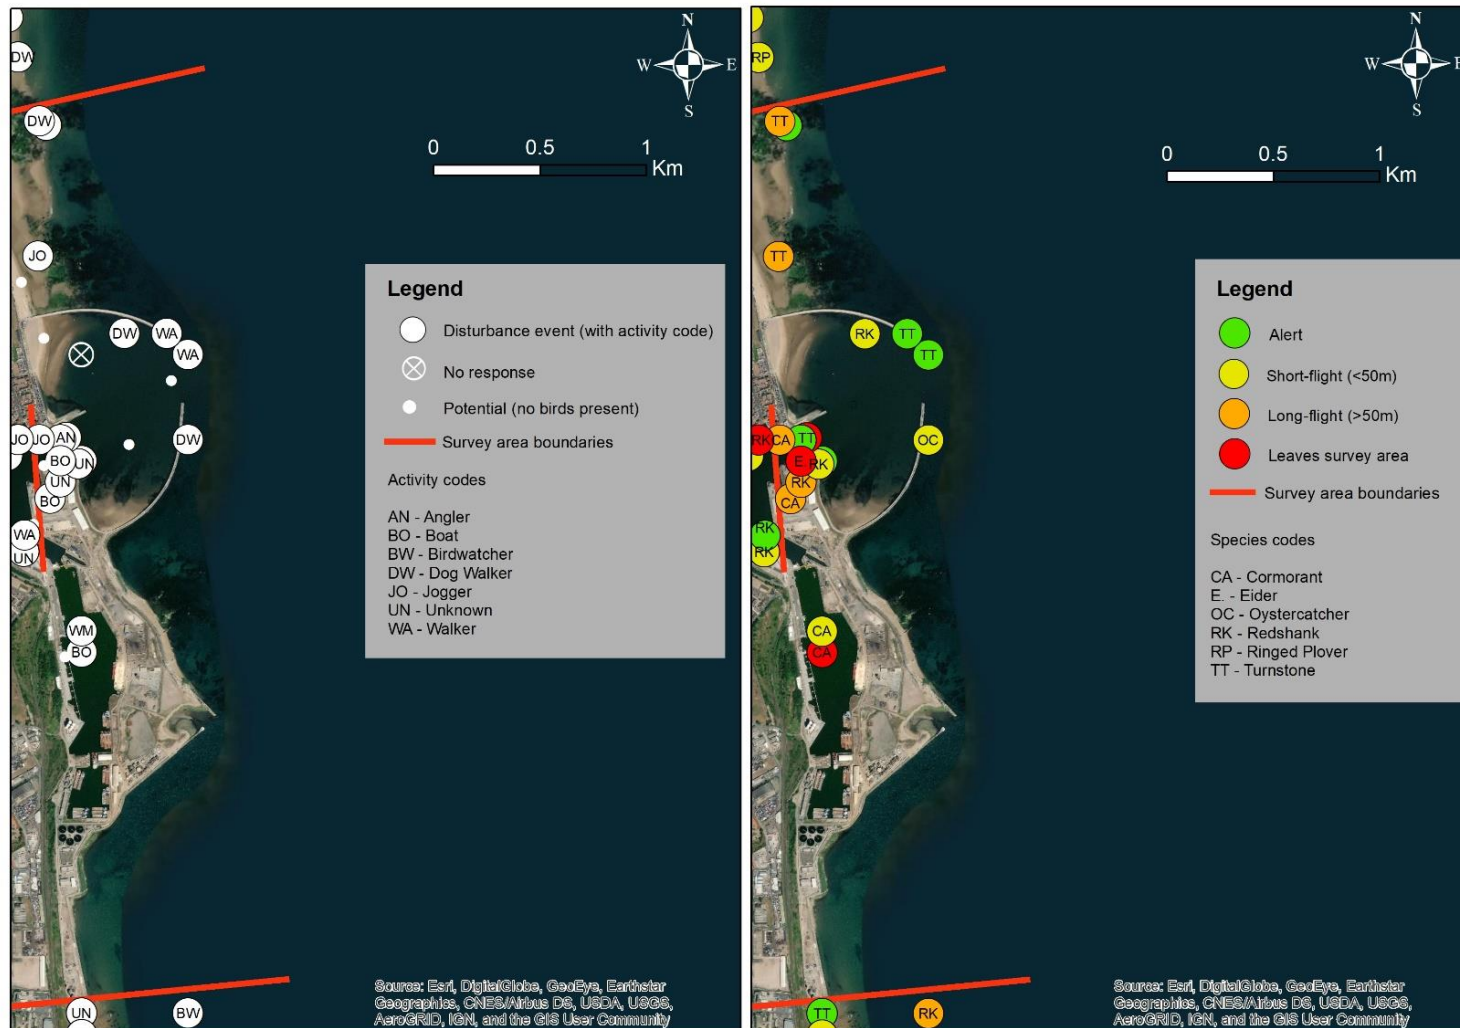 N
W E
S
0 0.5 1
Km
Legend
Disturbance event (with activity code)
No response
Potential (no birds present)
Survey area boundaries
Activity codes
AN - Angler
BO - Boat
BW - Birdwatcher
DW - Dog Walker
JO - Jogger
UN - Unknown
WA - Walker
DW
DW
JO
DW WA
WA
JO JO AN DW
BO UN
UN
BO
WA
UN
WM
BO
UN BW
Source: Esri, DigitalGlobe, GeoEye, Earthstar
Geographics, CNES/Airbus DS, USDA, USGS,
AeroGRID, IGN, and the GIS User Community
N
W E
S
0 0.5 1
Km
Legend
Alert
Short-flight (<50m)
Long-flight (>50m)
Leaves survey area
Survey area boundaries
Species codes
CA - Cormorant
E. - Eider
OC - Oystercatcher
RK - Redshank
RP - Ringed Plover
TT - Turnstone
RP
TT
TT
RK TT
TT
RK CA TT OC
E. RK
RK
CA
RK
RK
CA
CA
TT RK
Source: Esri, DigitalGlobe, GeoEye, Earthstar
Geographics, CNES/Airbus DS, USDA, USGS,
AeroGRID, IGN, and the GIS User Community